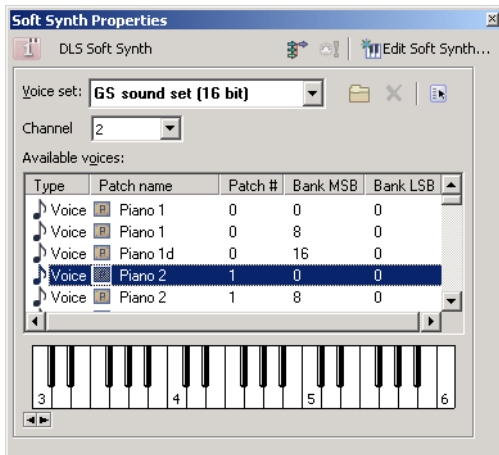 Soft Synth Properties
DLS Soft Synth
Edit Soft Synth...
Voice set: GS sound set (16 bit)
Channel 2
Available voices:
Type Patch name Patch # Bank MSB Bank LSB
Voice Piano 1 0 0 0
Voice Piano 1 0 8 0
Voice Piano 1d 0 16 0
Voice Piano 2 1 0 0
Voice Piano 2 1 8 0
3 4 5 6